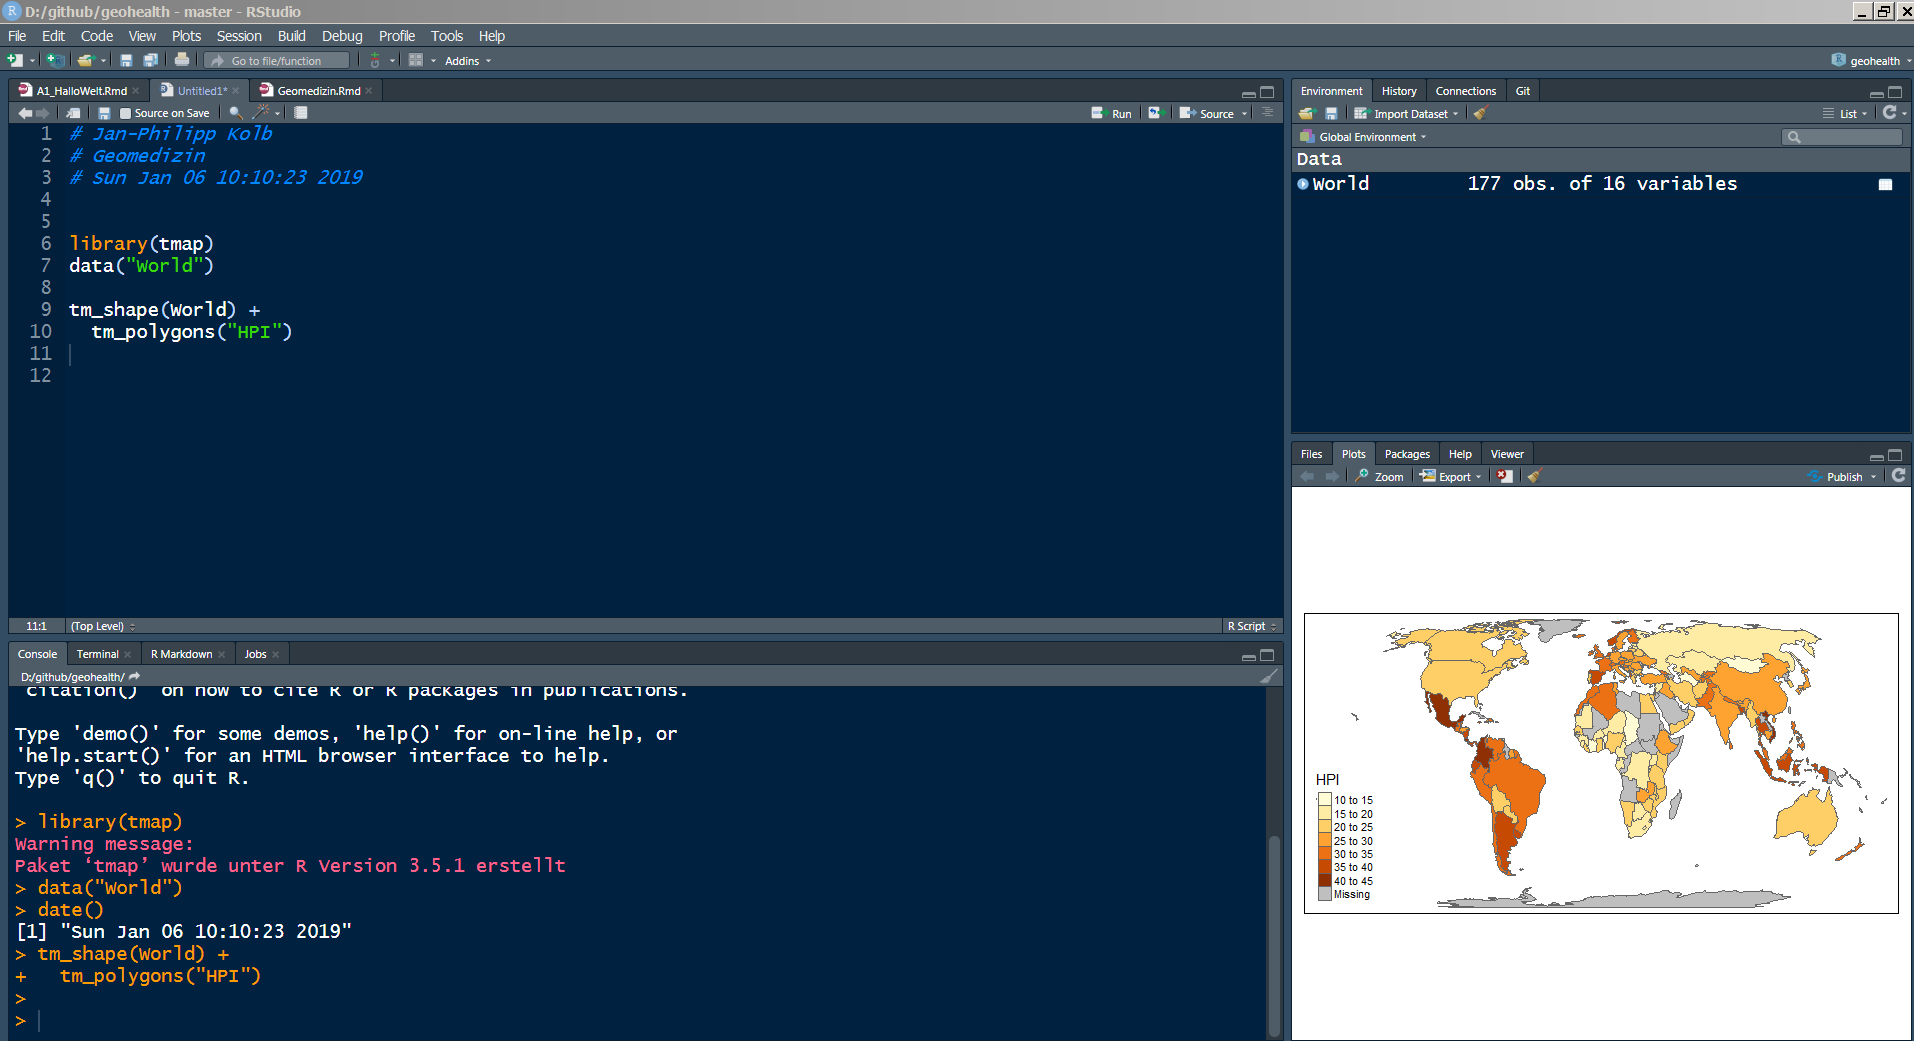 D:/github/geohealth - master - RStudio
File Edit Code View Plots Session Build Debug Profile Tools Help
Go to file/function Addins geohealth
A1_HalloWelt.Rmd Untitled1* Geomedizin.Rmd
Source on Save Run Source
1 # Jan-Philipp Kolb
2 # Geomedizin
3 # Sun Jan 06 10:10:23 2019
4
5
6 library(tmap)
7 data("World")
8
9 tm_shape(World) +
10 tm_polygons("HPI")
11
12
11:1 (Top Level) R Script
Console Terminal R Markdown Jobs
D:/github/geohealth/
'citation()' on how to cite R or R packages in publications.
Type 'demo()' for some demos, 'help()' for on-line help, or
'help.start()' for an HTML browser interface to help.
Type 'q()' to quit R.
> library(tmap)
Warning message:
Paket ‘tmap’ wurde unter R Version 3.5.1 erstellt
> data("World")
> date()
[1] "Sun Jan 06 10:10:23 2019"
> tm_shape(World) +
+ tm_polygons("HPI")
>
>
Environment History Connections Git
Import Dataset List
Global Environment
Data
World 177 obs. of 16 variables
Files Plots Packages Help Viewer
Zoom Export Publish
HPI
10 to 15
15 to 20
20 to 25
25 to 30
30 to 35
35 to 40
40 to 45
Missing